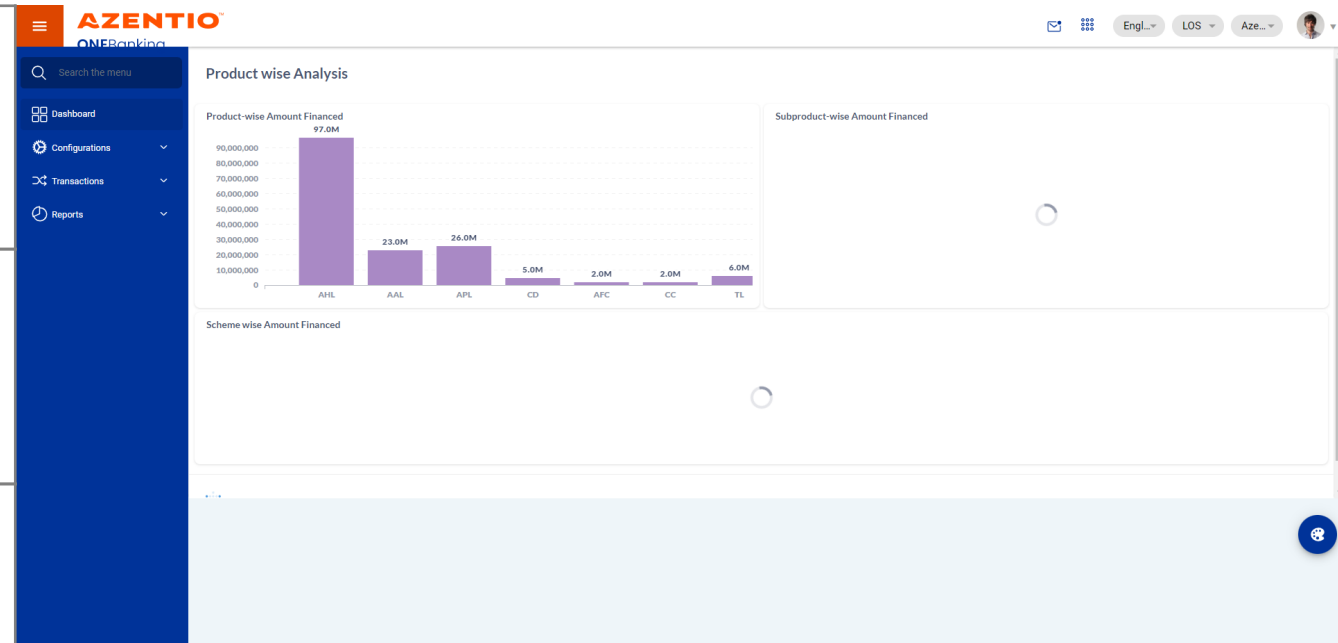 AZENTIO
ONEBanking
Engl...
LOS
Aze...
Search the menu
Dashboard
Configurations
Transactions
Reports
Product wise Analysis
Product-wise Amount Financed
97.0M
90,000,000
80,000,000
70,000,000
60,000,000
50,000,000
40,000,000
30,000,000
20,000,000
10,000,000
0
23.0M
26.0M
5.0M
2.0M
2.0M
6.0M
AHL AAL APL CD AFC CC TL
Subproduct-wise Amount Financed
Scheme wise Amount Financed